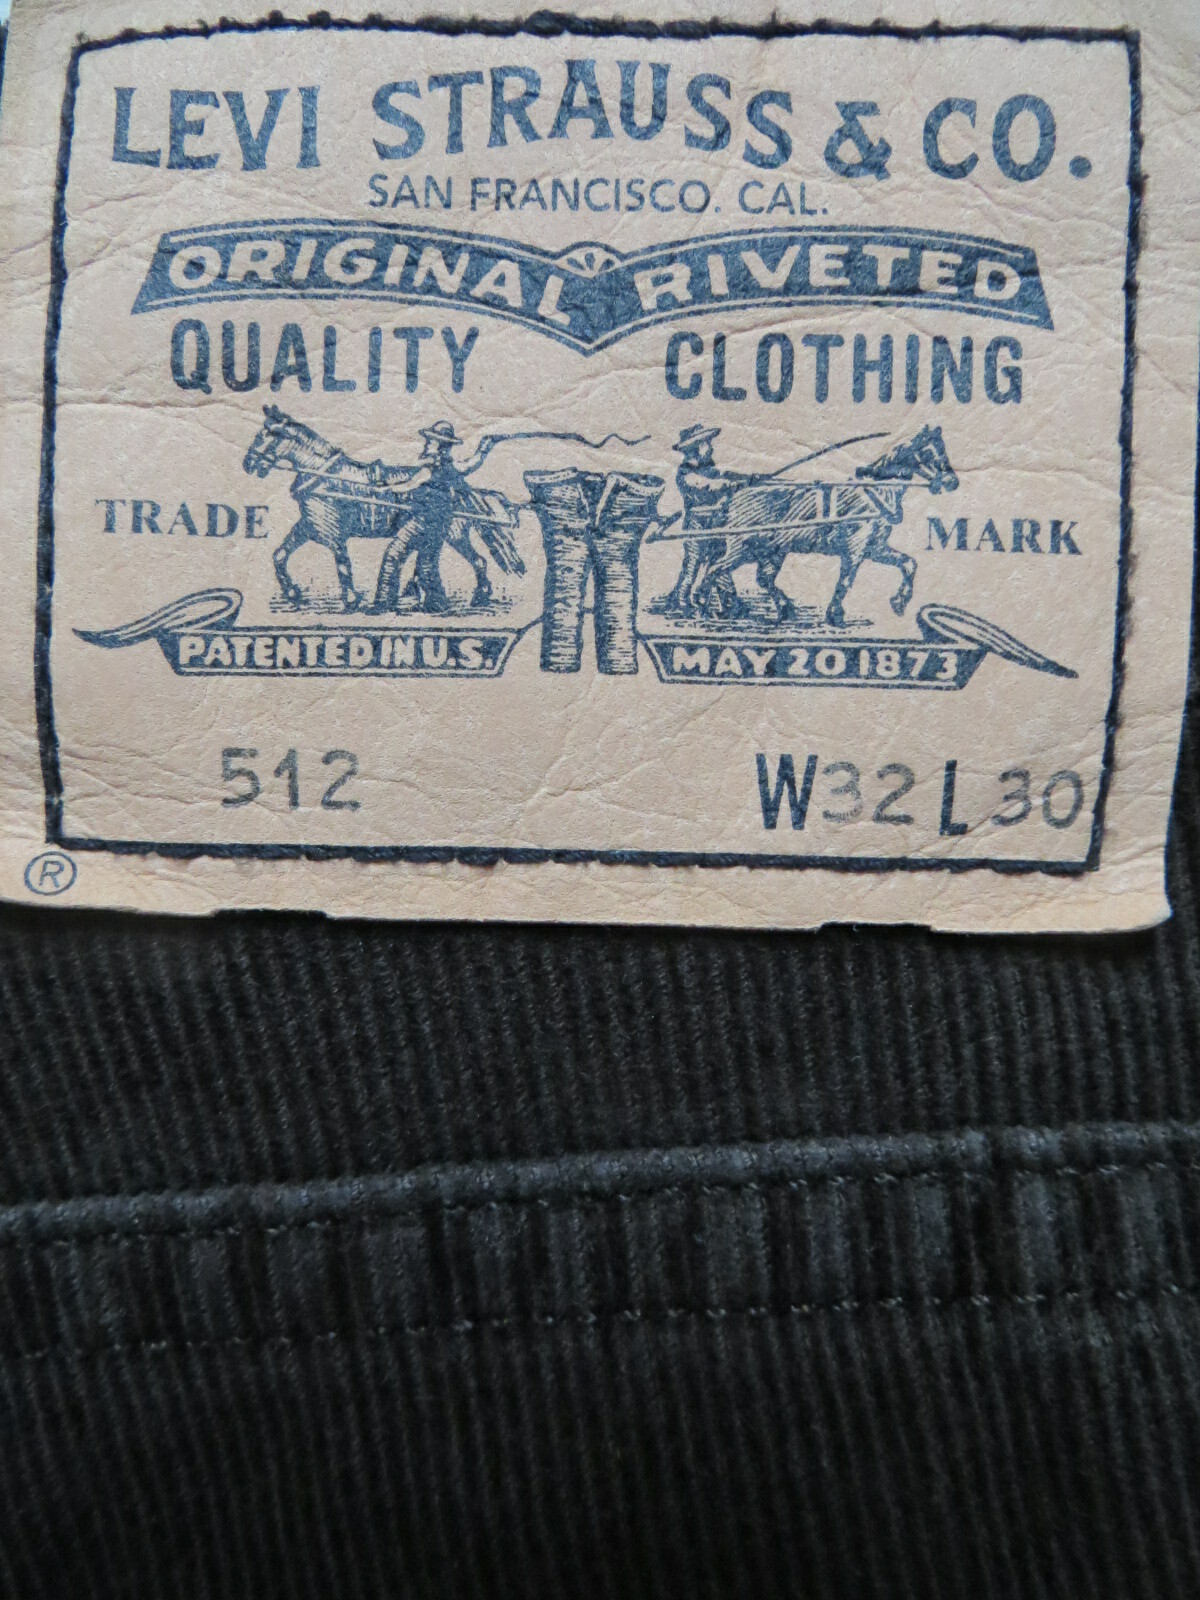 LEVI STRAUSS & CO.
SAN FRANCISCO. CAL.
ORIGINAL RIVETED
QUALITY CLOTHING
TRADE MARK
PATENTED IN U.S. MAY 20 1873
512 W32 L30
®